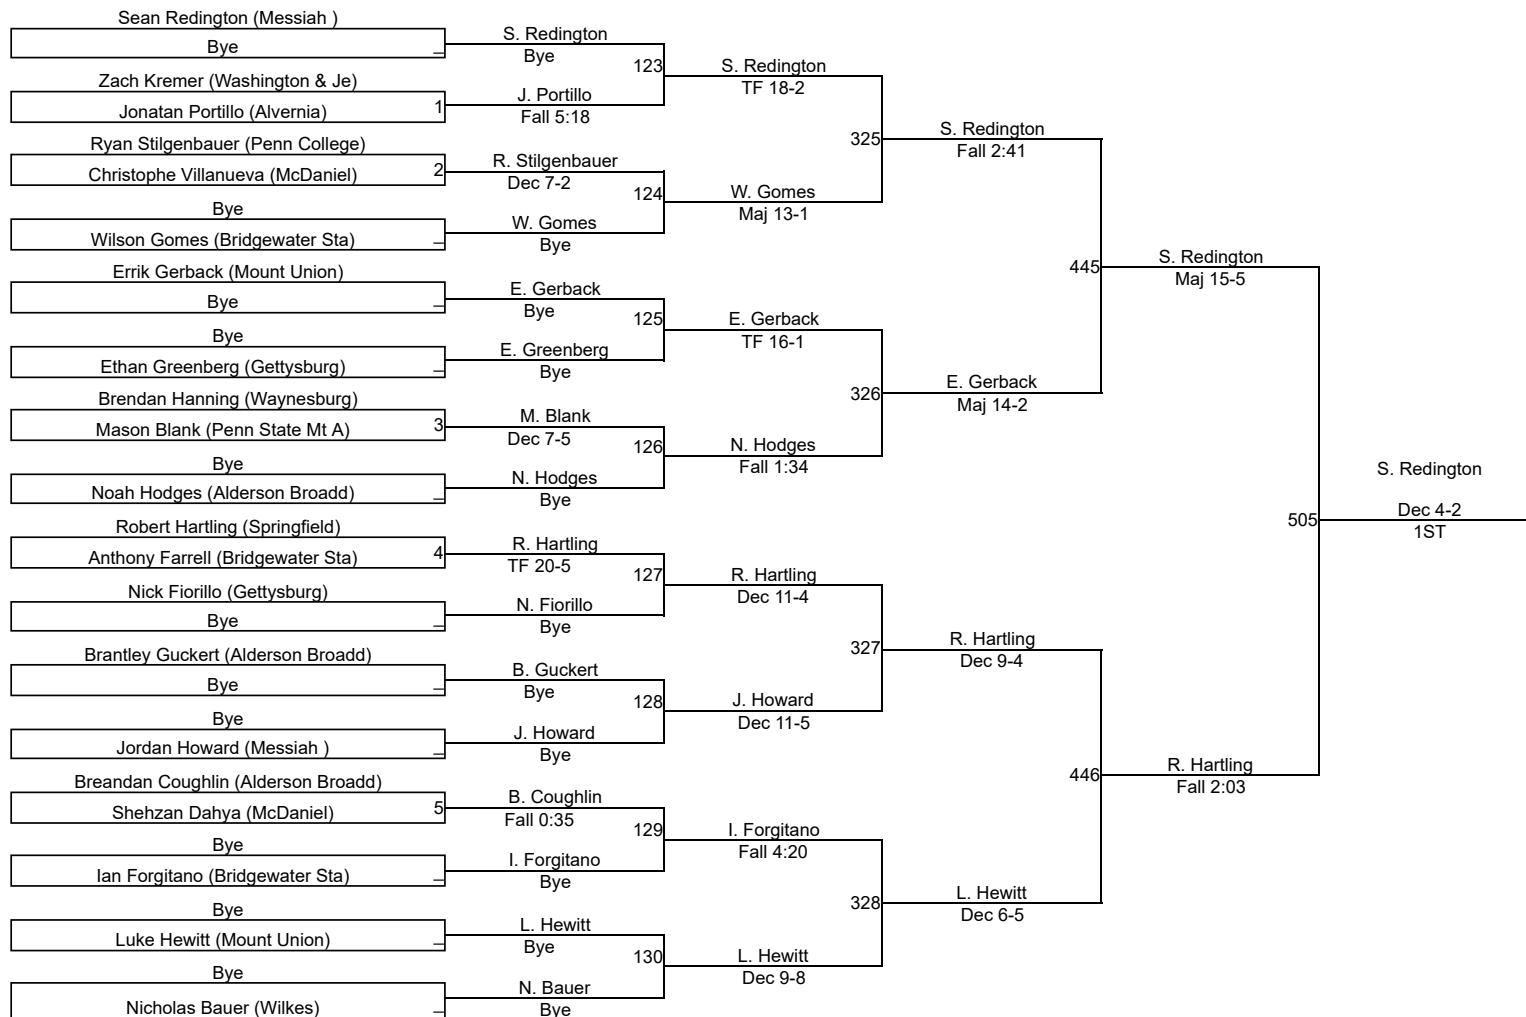 Sean Redington (Messiah )
Bye _
Zach Kremer (Washington & Je)
Jonatan Portillo (Alvernia) 1
Ryan Stilgenbauer (Penn College)
Christophe Villanueva (McDaniel) 2
Bye
Wilson Gomes (Bridgewater Sta) _
Errik Gerback (Mount Union)
Bye _
Bye
Ethan Greenberg (Gettysburg) _
Brendan Hanning (Waynesburg)
Mason Blank (Penn State Mt A) 3
Bye
Noah Hodges (Alderson Broadd) _
Robert Hartling (Springfield)
Anthony Farrell (Bridgewater Sta) 4
Nick Fiorillo (Gettysburg)
Bye _
Brantley Guckert (Alderson Broadd)
Bye _
Bye
Jordan Howard (Messiah ) _
Breandan Coughlin (Alderson Broadd)
Shehzan Dahya (McDaniel) 5
Bye
Ian Forgitano (Bridgewater Sta) _
Bye
Luke Hewitt (Mount Union) _
Bye
Nicholas Bauer (Wilkes) _
S. Redington
Bye
123
J. Portillo
Fall 5:18
R. Stilgenbauer
Dec 7-2
124
W. Gomes
Bye
E. Gerback
Bye
125
E. Greenberg
Bye
M. Blank
Dec 7-5
126
N. Hodges
Bye
R. Hartling
TF 20-5
127
N. Fiorillo
Bye
B. Guckert
Bye
128
J. Howard
Bye
B. Coughlin
Fall 0:35
129
I. Forgitano
Bye
L. Hewitt
Bye
130
N. Bauer
Bye
S. Redington
TF 18-2
325
W. Gomes
Maj 13-1
E. Gerback
TF 16-1
326
N. Hodges
Fall 1:34
R. Hartling
Dec 11-4
327
J. Howard
Dec 11-5
I. Forgitano
Fall 4:20
328
L. Hewitt
Dec 9-8
S. Redington
Fall 2:41
445
E. Gerback
Maj 14-2
R. Hartling
Dec 9-4
446
L. Hewitt
Dec 6-5
S. Redington
Maj 15-5
505
R. Hartling
Fall 2:03
S. Redington
Dec 4-2
1ST